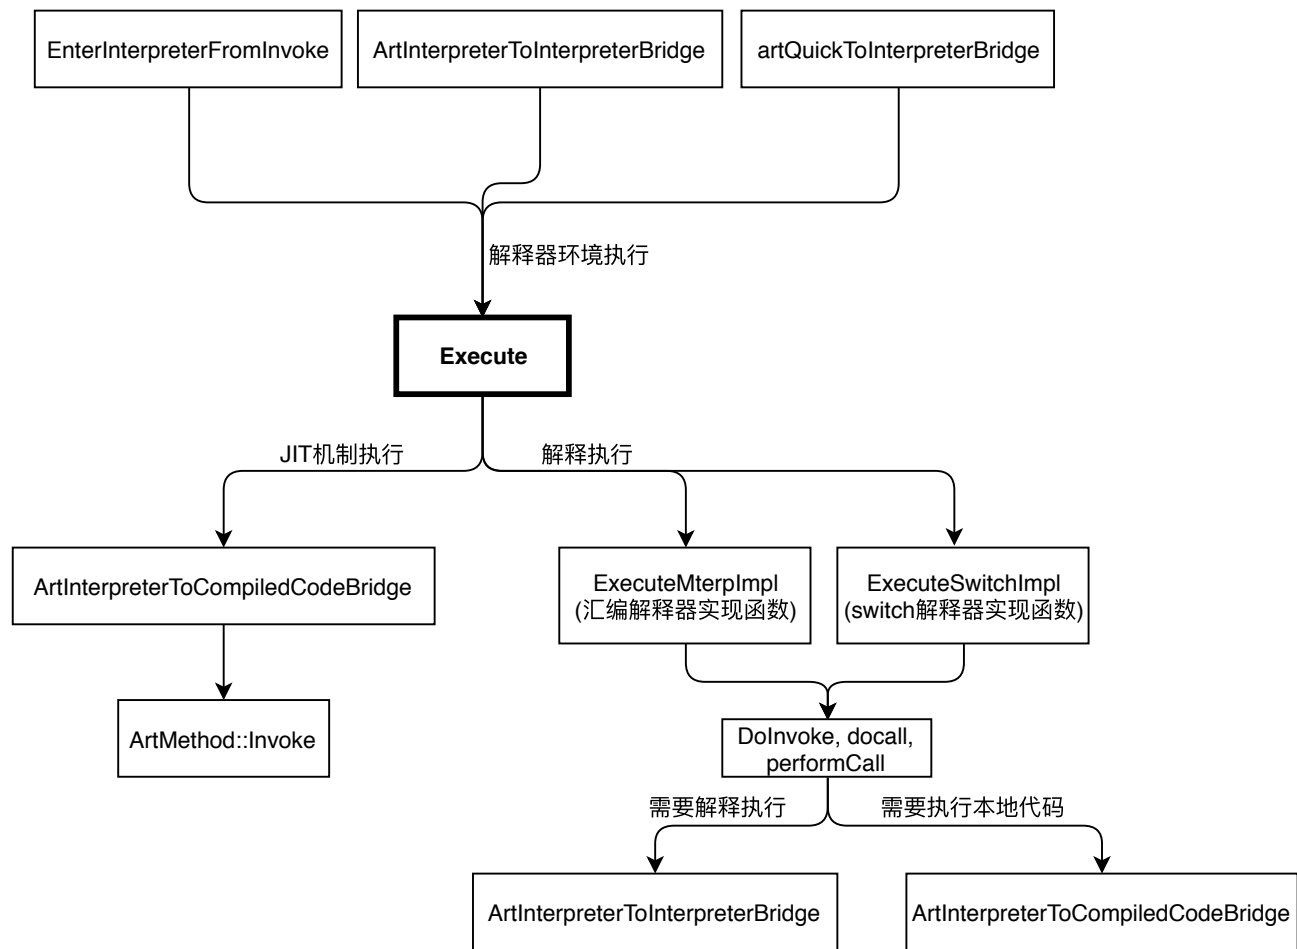 EnterInterpreterFromInvoke
ArtInterpreterToInterpreterBridge
artQuickToInterpreterBridge
解释器环境执行
Execute
JIT机制执行
解释执行
ArtInterpreterToCompiledCodeBridge
ExecuteMterpImpl
(汇编解释器实现函数)
ExecuteSwitchImpl
(switch解释器实现函数)
ArtMethod::Invoke
DoInvoke, docall,
performCall
需要解释执行
需要执行本地代码
ArtInterpreterToInterpreterBridge
ArtInterpreterToCompiledCodeBridge